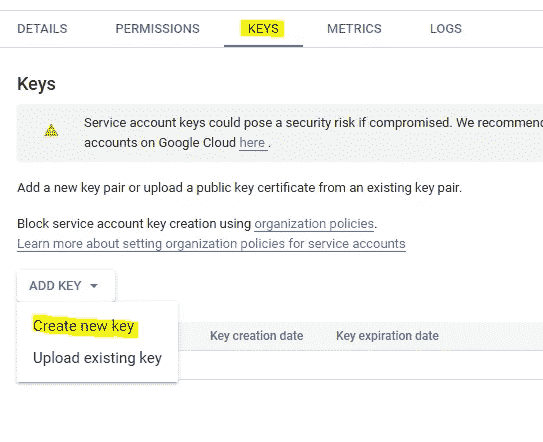 DETAILS PERMISSIONS KEYS METRICS LOGS
Keys
Service account keys could pose a security risk if compromised. We recommend
accounts on Google Cloud here .
Add a new key pair or upload a public key certificate from an existing key pair.
Block service account key creation using organization policies.
Learn more about setting organization policies for service accounts
ADD KEY
Create new key
Key creation date Key expiration date
Upload existing key